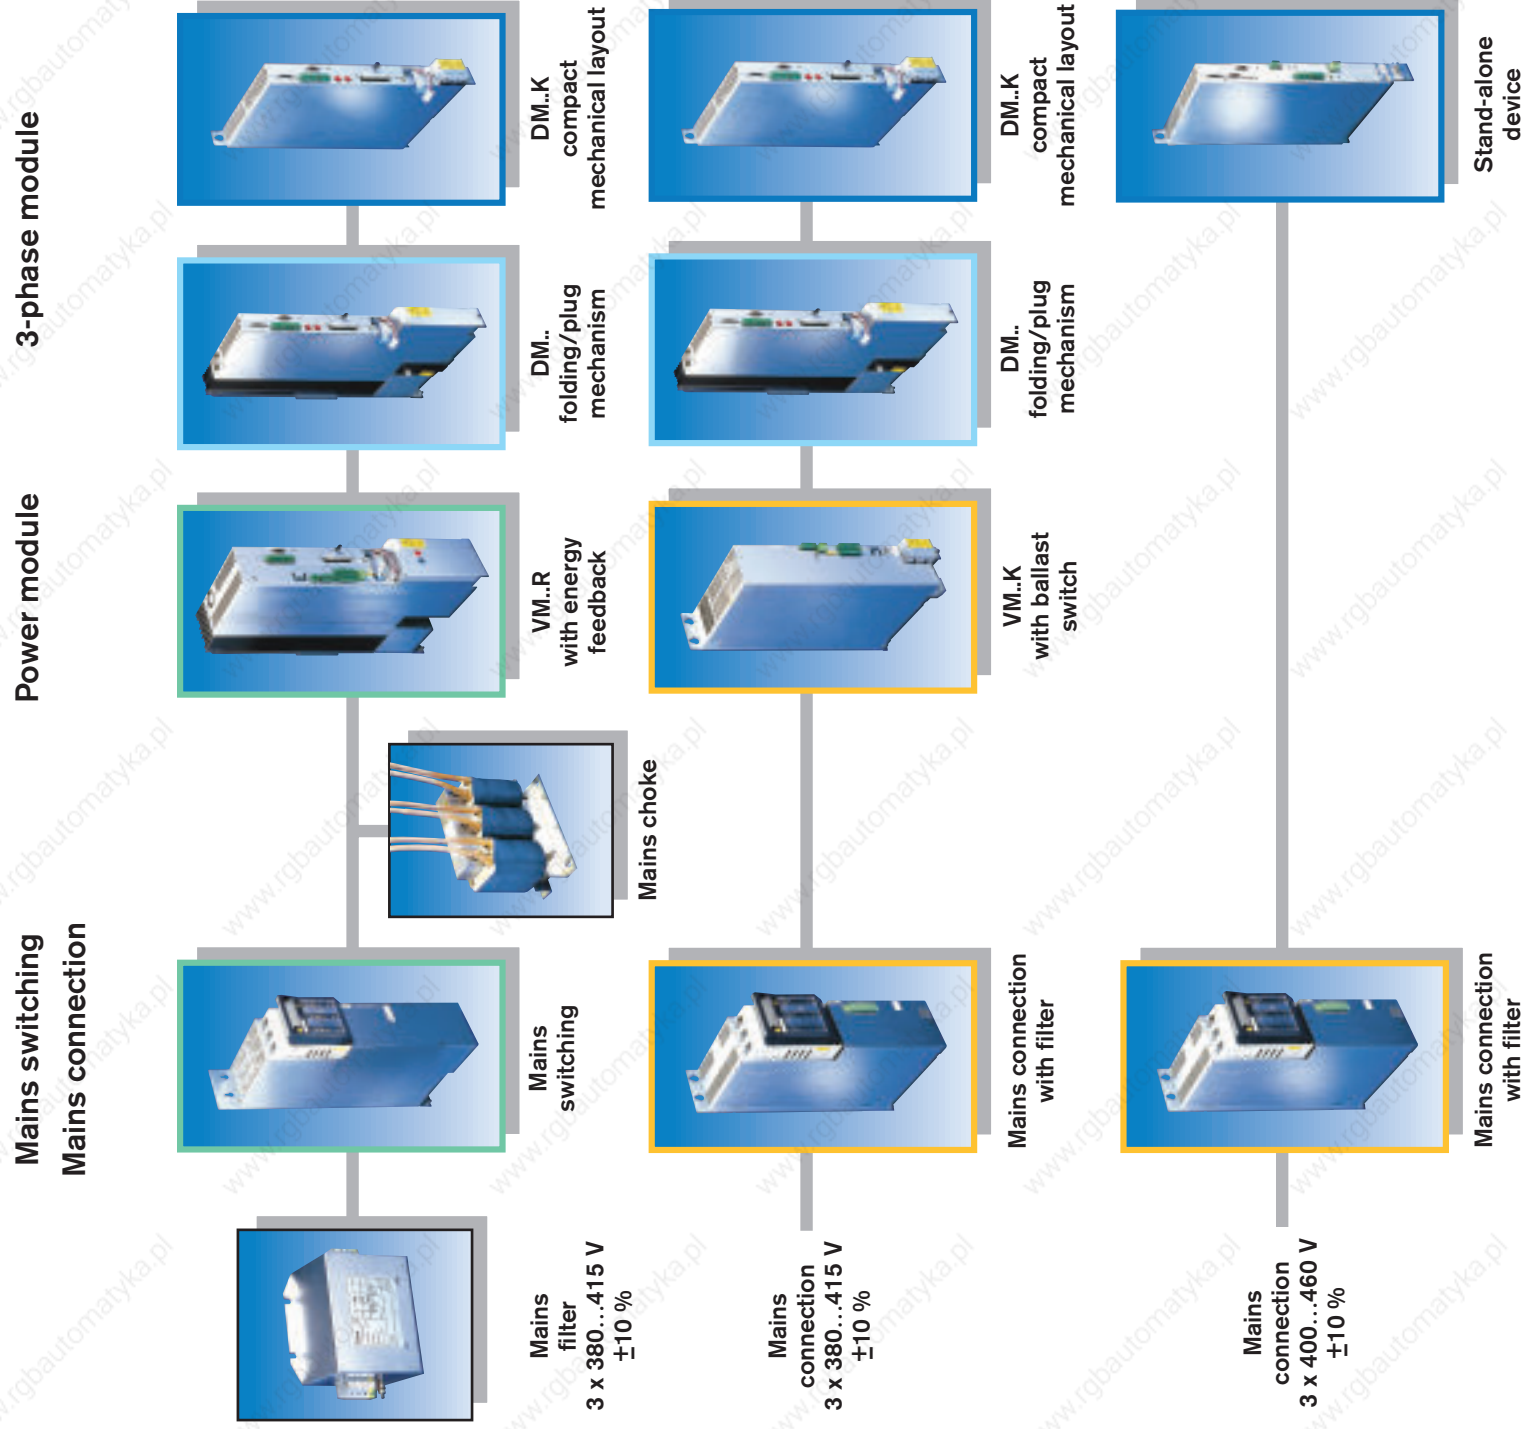 Mains switching
Mains connection
Power module
3-phase module
Mains
filter
3 x 380...415 V
±10 %
Mains
switching
Mains choke
VM..R
with energy
feedback
DM..
folding/plug
mechanism
DM..K
compact
mechanical layout
Mains
connection
3 x 380...415 V
±10 %
Mains connection
with filter
VM..K
with ballast
switch
DM..
folding/plug
mechanism
DM..K
compact
mechanical layout
Mains
connection
3 x 400...460 V
±10 %
Mains connection
with filter
Stand-alone
device
www.rgbautomatyka.pl